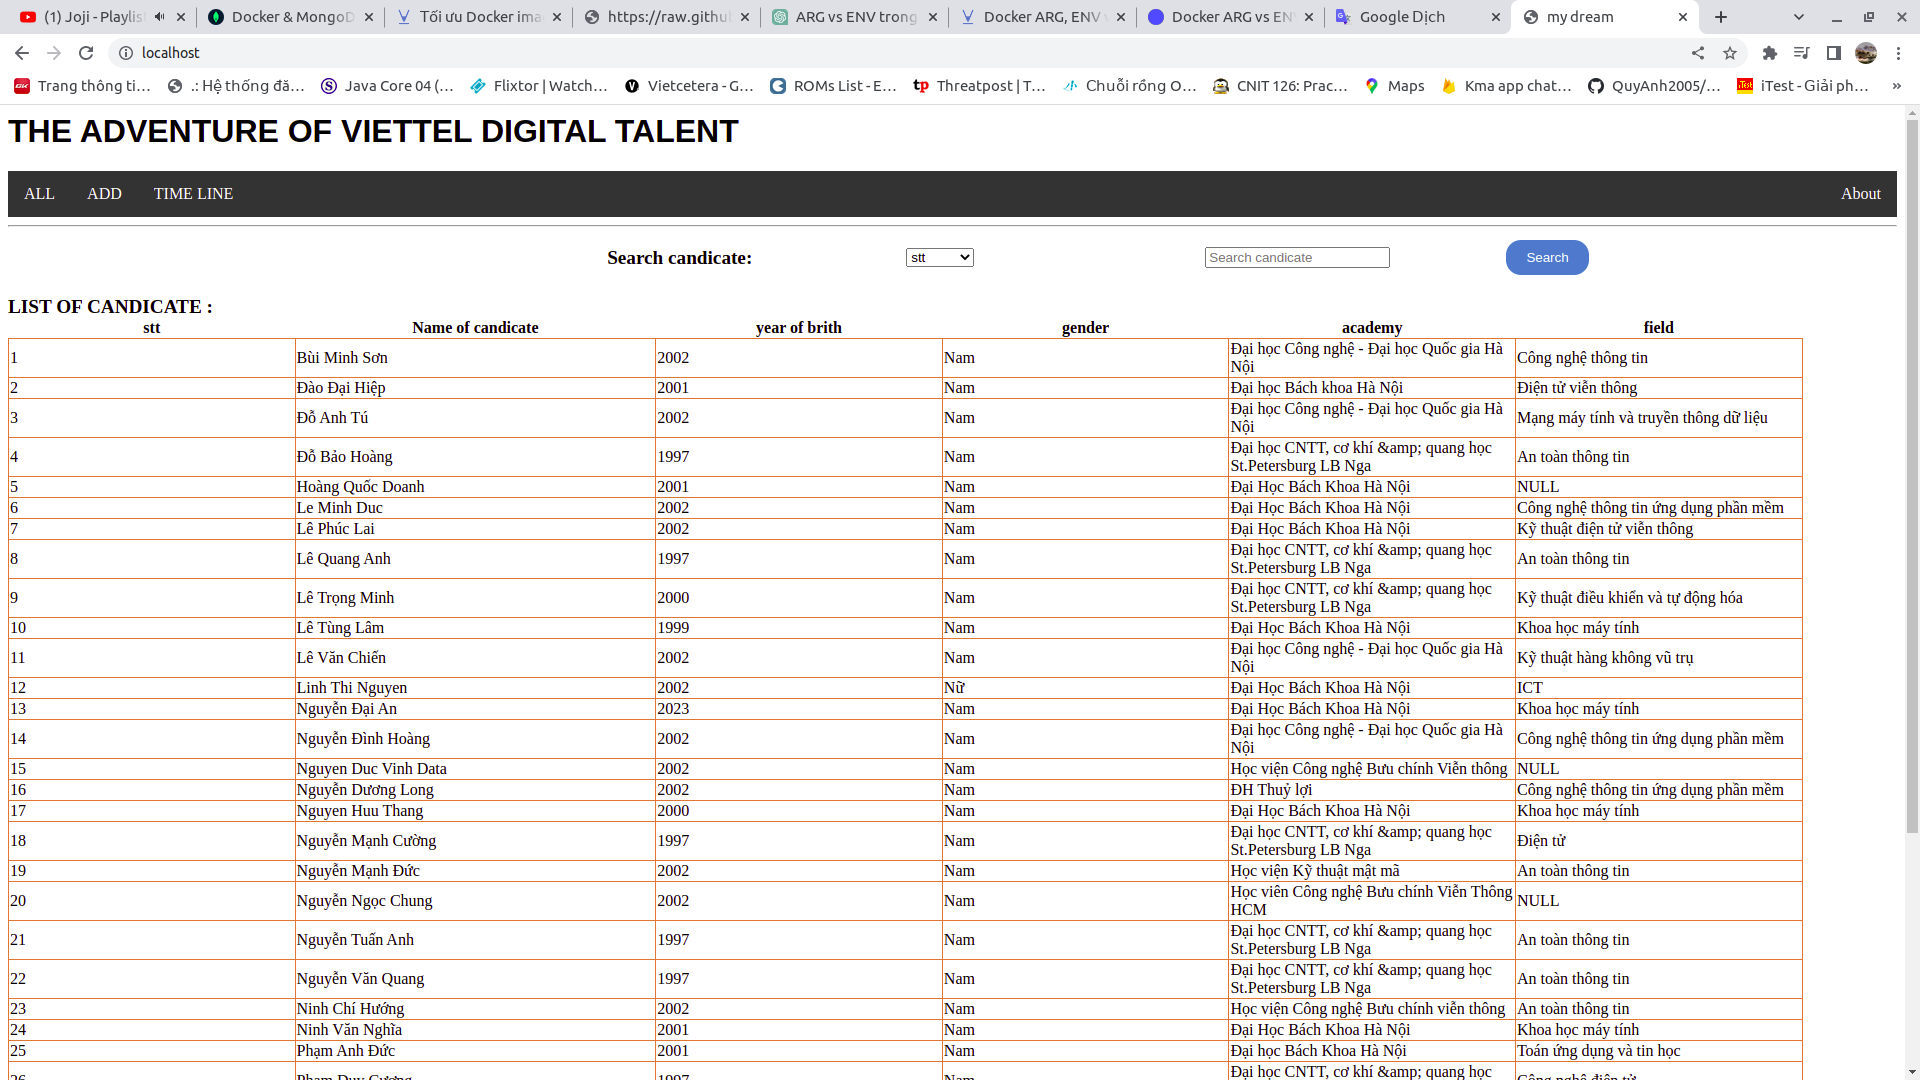 (1) Joji - Playlis
Docker & MongoD
Tối ưu Docker ima
https://raw.githu
ARG vs ENV trong
Docker ARG, ENV
Docker ARG vs EN
Google Dịch
my dream
localhost
Trang thông ti...
.: Hệ thống đă...
Java Core 04 (...
Flixtor | Watch...
Vietcetera - G...
ROMs List - E...
Threatpost | T...
Chuỗi rồng O...
CNIT 126: Prac...
Maps
Kma app chat...
QuyAnh2005/...
iTest - Giải ph...
»
THE ADVENTURE OF VIETTEL DIGITAL TALENT
ALL ADD TIME LINE About
Search candicate: stt Search candicate Search
LIST OF CANDICATE :
stt Name of candicate year of brith gender academy field
1 Bùi Minh Sơn 2002 Nam Đại học Công nghệ - Đại học Quốc gia Hà Nội Công nghệ thông tin
2 Đào Đại Hiệp 2001 Nam Đại học Bách khoa Hà Nội Điện tử viễn thông
3 Đỗ Anh Tú 2002 Nam Đại học Công nghệ - Đại học Quốc gia Hà Nội Mạng máy tính và truyền thông dữ liệu
4 Đỗ Bảo Hoàng 1997 Nam Đại học CNTT, cơ khí &amp; quang học St.Petersburg LB Nga An toàn thông tin
5 Hoàng Quốc Doanh 2001 Nam Đại Học Bách Khoa Hà Nội NULL
6 Le Minh Duc 2002 Nam Đại Học Bách Khoa Hà Nội Công nghệ thông tin ứng dụng phần mềm
7 Lê Phúc Lai 2002 Nam Đại Học Bách Khoa Hà Nội Kỹ thuật điện tử viễn thông
8 Lê Quang Anh 1997 Nam Đại học CNTT, cơ khí &amp; quang học St.Petersburg LB Nga An toàn thông tin
9 Lê Trọng Minh 2000 Nam Đại học CNTT, cơ khí &amp; quang học St.Petersburg LB Nga Kỹ thuật điều khiển và tự động hóa
10 Lê Tùng Lâm 1999 Nam Đại Học Bách Khoa Hà Nội Khoa học máy tính
11 Lê Văn Chiến 2002 Nam Đại học Công nghệ - Đại học Quốc gia Hà Nội Kỹ thuật hàng không vũ trụ
12 Linh Thi Nguyen 2002 Nữ Đại Học Bách Khoa Hà Nội ICT
13 Nguyễn Đại An 2023 Nam Đại Học Bách Khoa Hà Nội Khoa học máy tính
14 Nguyễn Đình Hoàng 2002 Nam Đại học Công nghệ - Đại học Quốc gia Hà Nội Công nghệ thông tin ứng dụng phần mềm
15 Nguyen Duc Vinh Data 2002 Nam Học viện Công nghệ Bưu chính Viễn thông NULL
16 Nguyễn Dương Long 2002 Nam ĐH Thuỷ lợi Công nghệ thông tin ứng dụng phần mềm
17 Nguyen Huu Thang 2000 Nam Đại Học Bách Khoa Hà Nội Khoa học máy tính
18 Nguyễn Mạnh Cường 1997 Nam Đại học CNTT, cơ khí &amp; quang học St.Petersburg LB Nga Điện tử
19 Nguyễn Mạnh Đức 2002 Nam Học viện Kỹ thuật mật mã An toàn thông tin
20 Nguyễn Ngọc Chung 2002 Nam Học viên Công nghệ Bưu chính Viễn Thông HCM NULL
21 Nguyễn Tuấn Anh 1997 Nam Đại học CNTT, cơ khí &amp; quang học St.Petersburg LB Nga An toàn thông tin
22 Nguyễn Văn Quang 1997 Nam Đại học CNTT, cơ khí &amp; quang học St.Petersburg LB Nga An toàn thông tin
23 Ninh Chí Hướng 2002 Nam Học viện Công nghệ Bưu chính viễn thông An toàn thông tin
24 Ninh Văn Nghĩa 2001 Nam Đại Học Bách Khoa Hà Nội Khoa học máy tính
25 Phạm Anh Đức 2001 Nam Đại học Bách Khoa Hà Nội Toán ứng dụng và tin học
26 Phạm Duy Cương 1997 Nam Đại học CNTT, cơ khí &amp; quang học Công nghệ điện tử